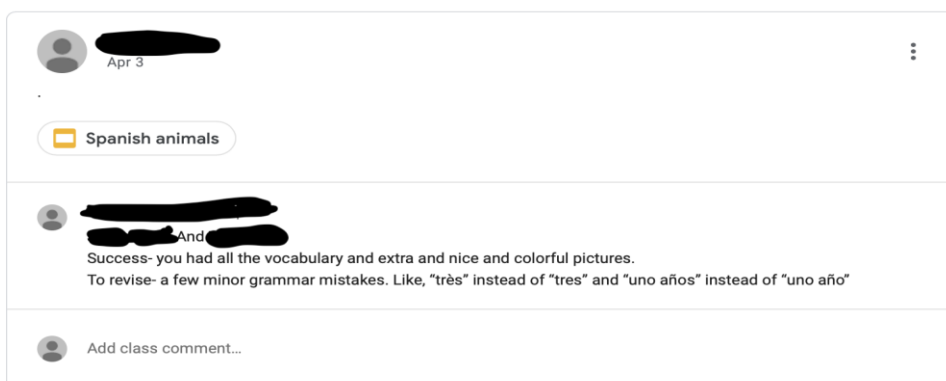 Apr 3
.
Spanish animals
And
Success- you had all the vocabulary and extra and nice and colorful pictures.
To revise- a few minor grammar mistakes. Like, “très” instead of “tres” and “uno años” instead of “uno año”
Add class comment…